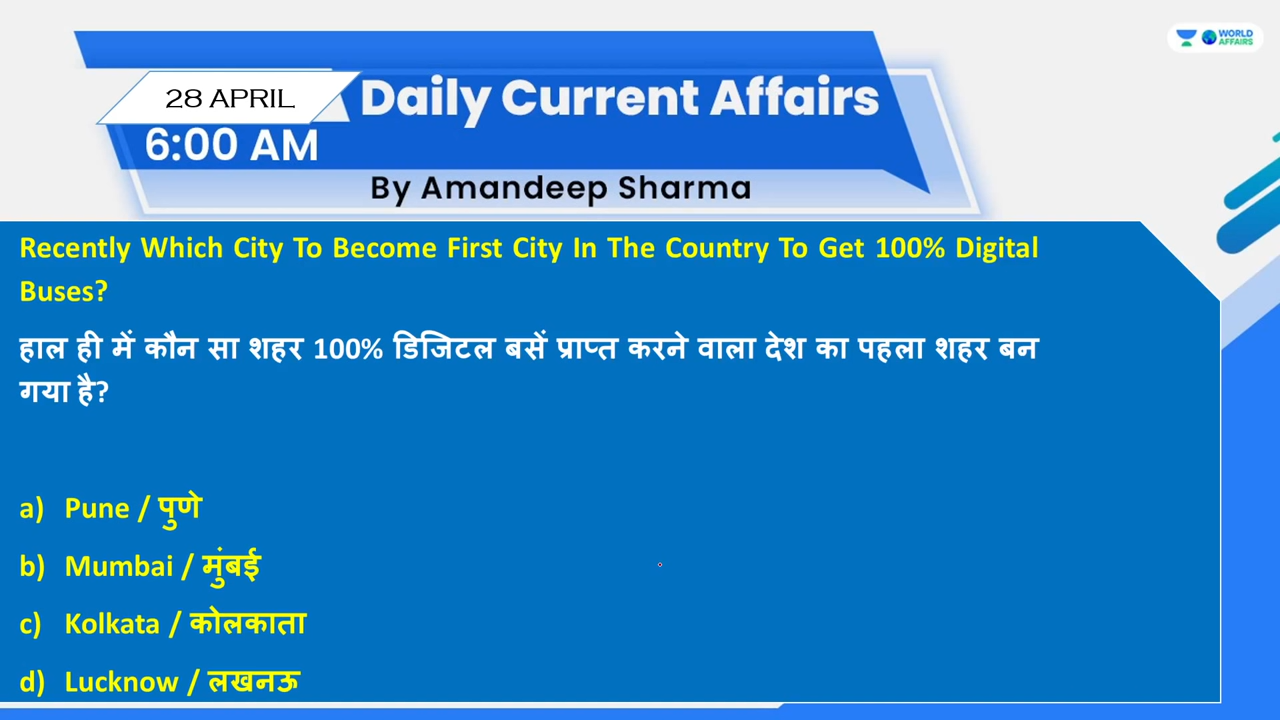 WORLD
AFFAIRS
28 APRIL
Daily Current Affairs
6:00 AM
By Amandeep Sharma
Recently Which City To Become First City In The Country To Get 100% Digital
Buses?
हाल ही में कौन सा शहर 100% डिजिटल बसें प्राप्त करने वाला देश का पहला शहर बन
गया है?
a) Pune / पुणे
b) Mumbai / मुंबई
c) Kolkata / कोलकाता
d) Lucknow / लखनऊ